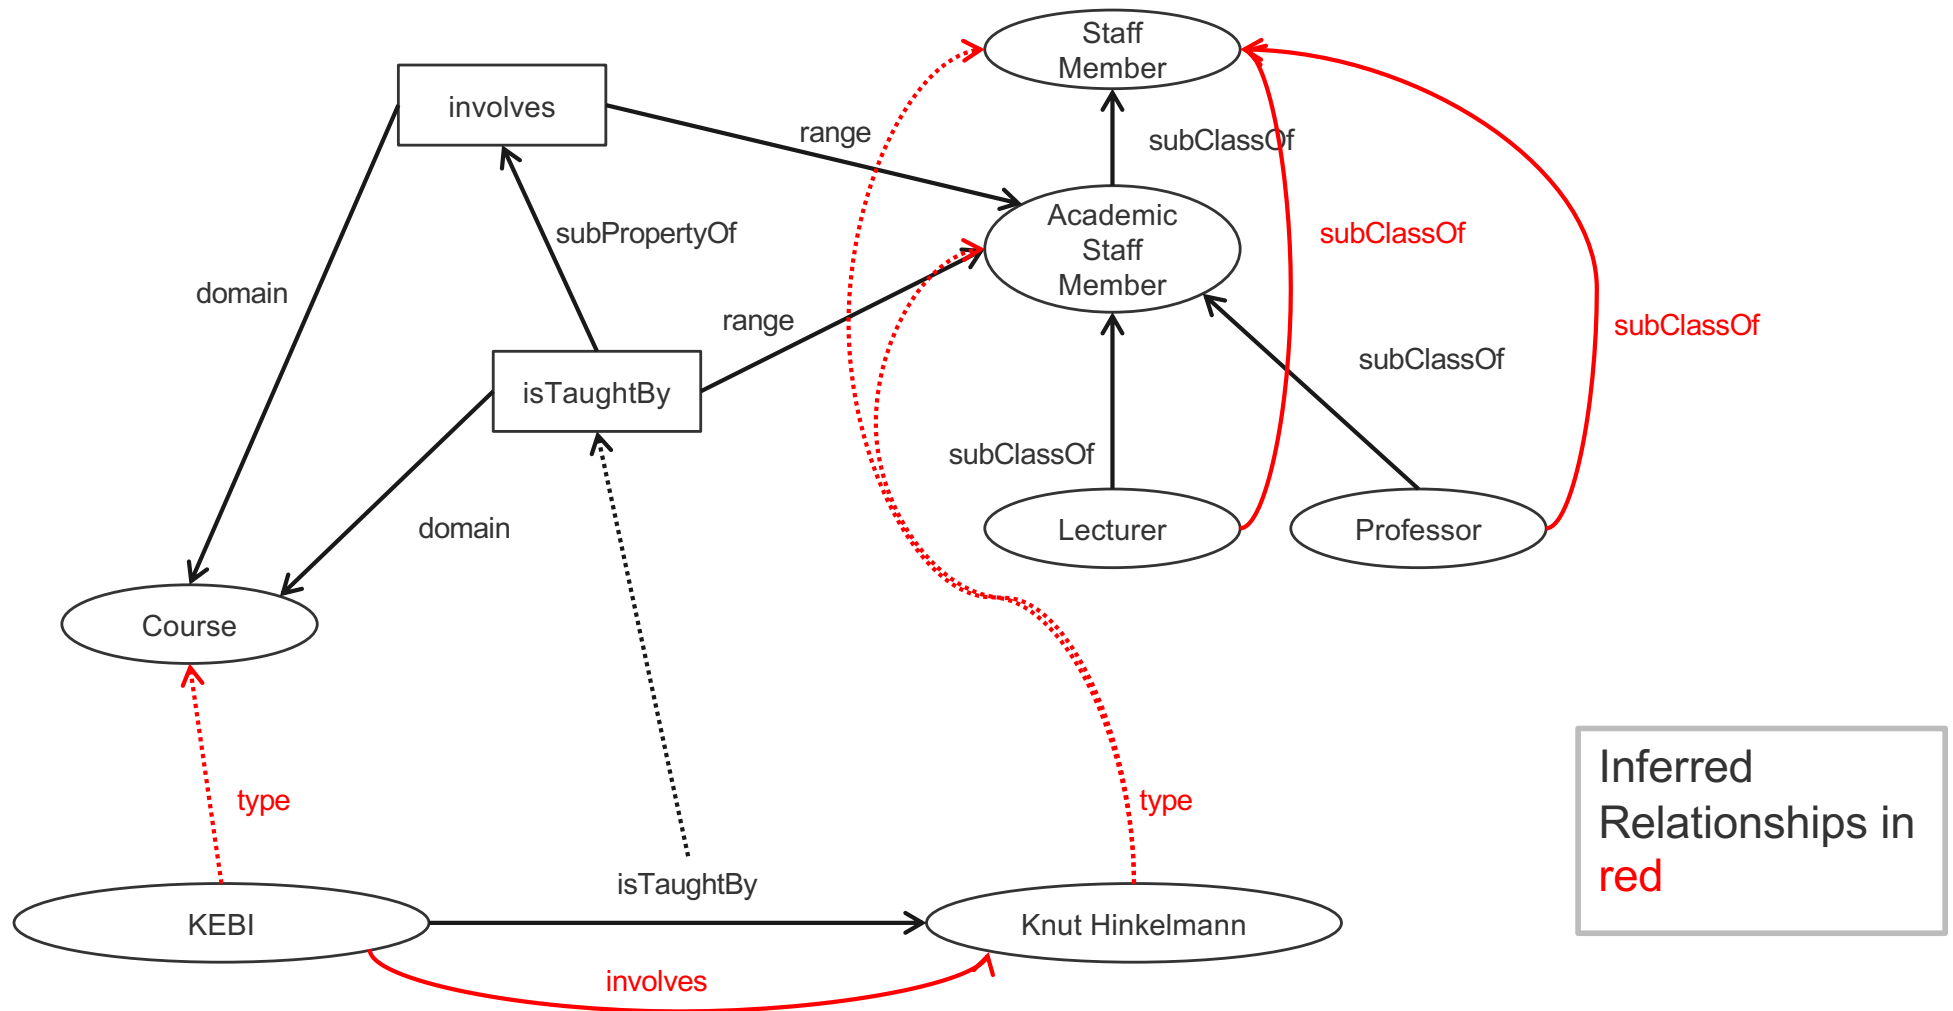 Staff
Member
involves
range
subClassOf
Academic
Staff
Member
subPropertyOf
subClassOf
domain
range
subClassOf
subClassOf
isTaughtBy
subClassOf
domain
Lecturer
Professor
Course
type
type
Inferred
Relationships in
red
isTaughtBy
KEBI
Knut Hinkelmann
involves